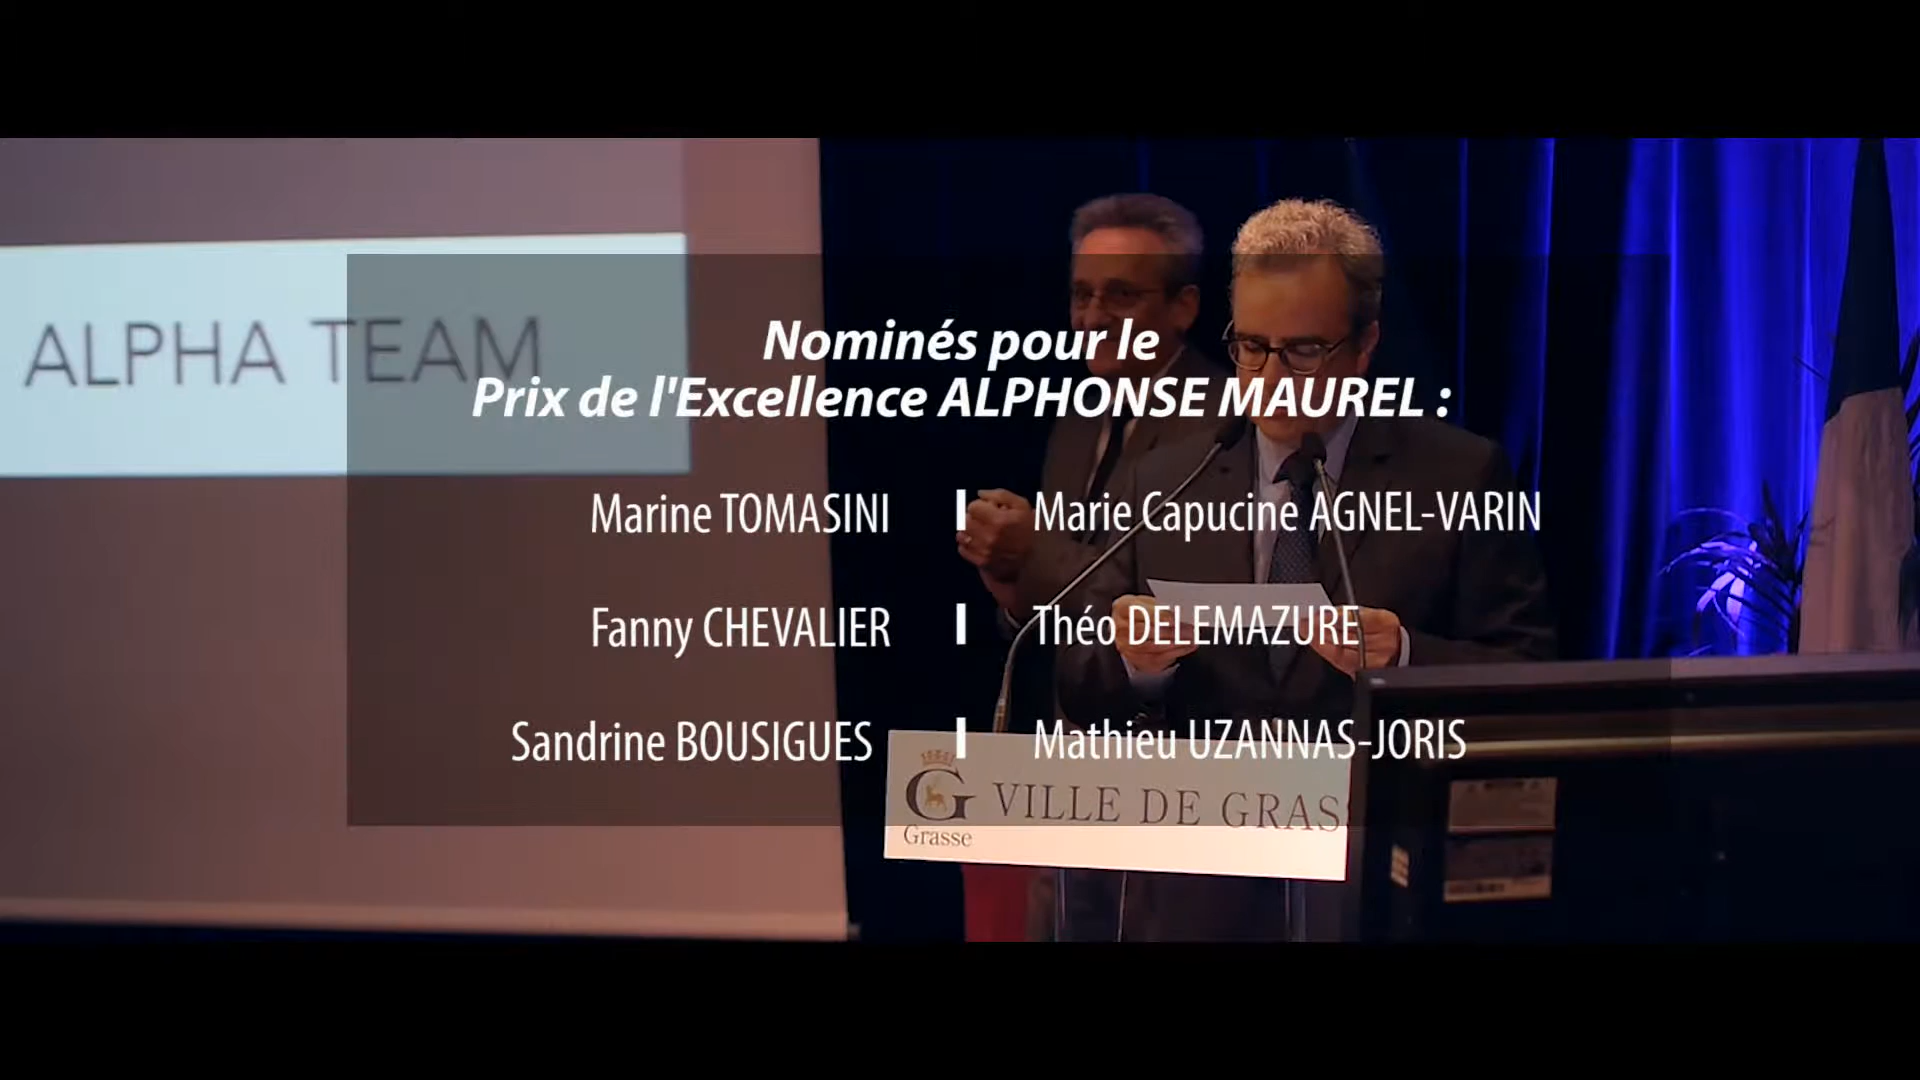 ALPHA TEAM
Nominés pour le
Prix de l'Excellence ALPHONSE MAUREL :
Marine TOMASINI
Marie Capucine AGNEL-VARIN
Fanny CHEVALIER
Théo DELEMAZURE
Sandrine BOUSIGUES
Mathieu UZANNAS-JORIS
G VILLE DE GRAS
Grasse